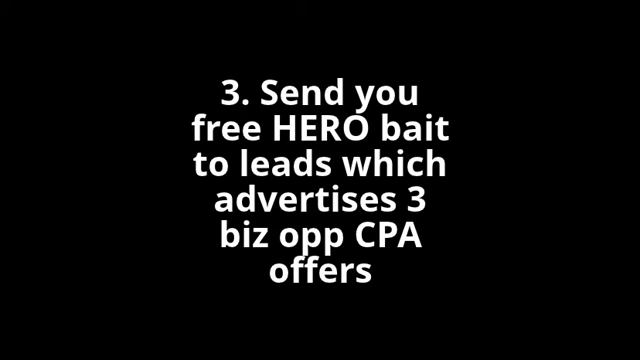 3. Send you
free HERO bait
to leads which
advertises 3
biz opp CPA
offers